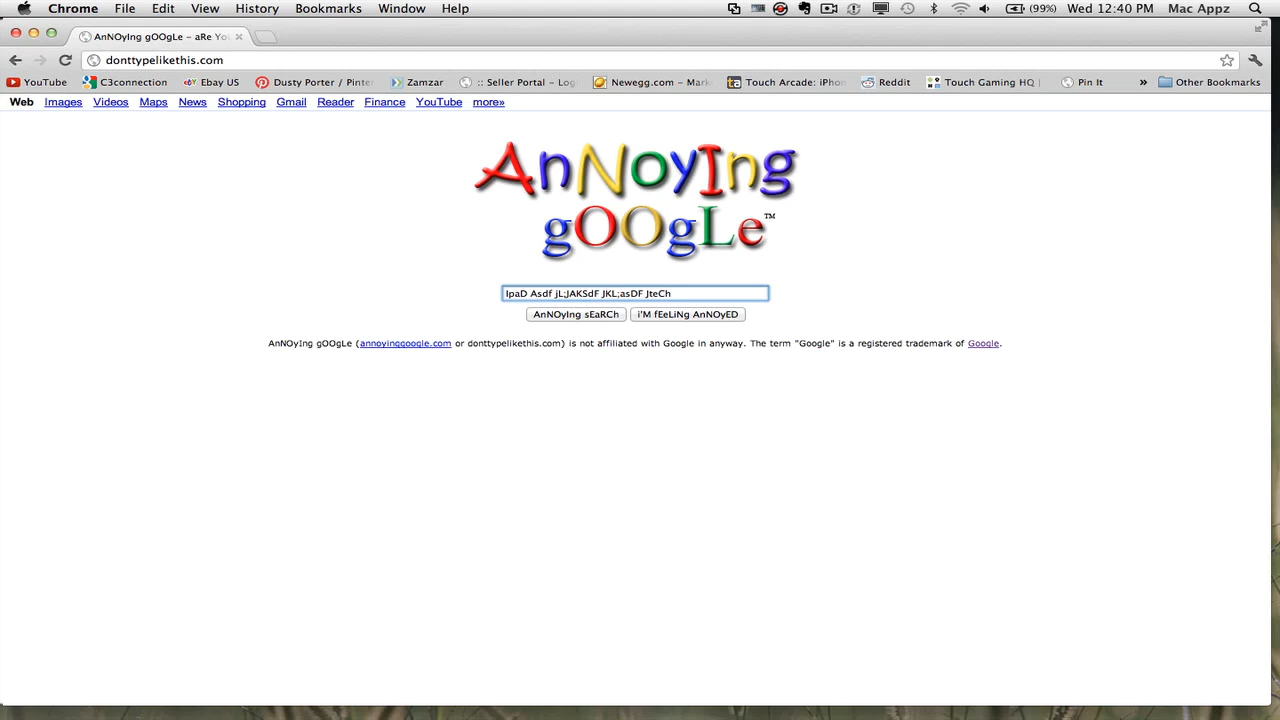 Chrome File Edit View History Bookmarks Window Help (99%) Wed 12:40 PM Mac Appz
AnNOyIng gOOgLe – aRe Yo
donttypelikethis.com
YouTube C3connection Ebay US Dusty Porter / Pinter Zamzar :: Seller Portal – Log Newegg.com – Mark Touch Arcade: iPhon Reddit Touch Gaming HQ | Pin It » Other Bookmarks
Web Images Videos Maps News Shopping Gmail Reader Finance YouTube more»
AnNoyIng
gOOgLe™
IpaD Asdf jL;JAKSdF JKL;asDF JteCh
AnNOyIng sEaRCh i'M fEeLiNg AnNOyED
AnNOyIng gOOgLe (annoyinggoogle.com or donttypelikethis.com) is not affiliated with Google in anyway. The term "Google" is a registered trademark of Google.